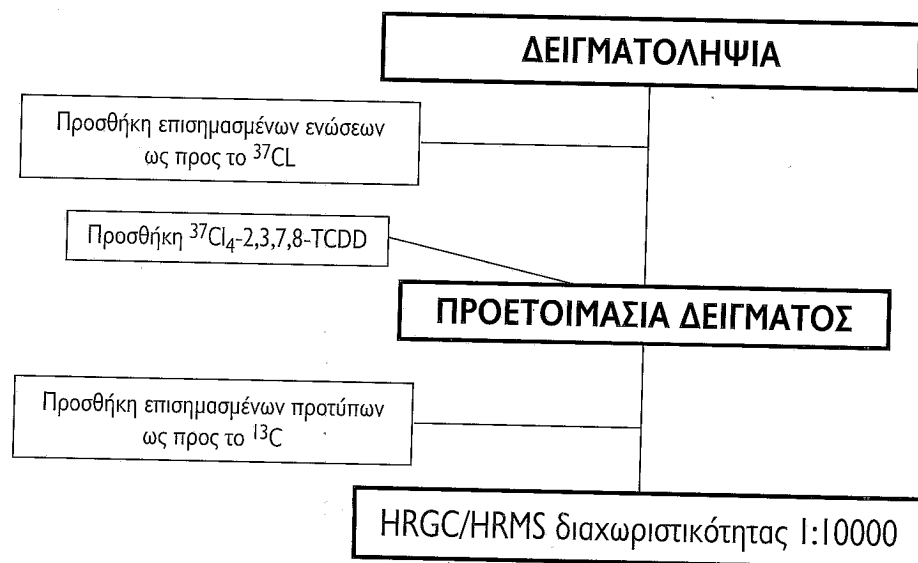 ΔΕΙΓΜΑΤΟΛΗΨΙΑ
Προσθήκη επισημασμένων ενώσεων
ως προς το ³⁷CL
Προσθήκη ³⁷Cl₄-2,3,7,8-TCDD
ΠΡΟΕΤΟΙΜΑΣΙΑ ΔΕΙΓΜΑΤΟΣ
Προσθήκη επισημασμένων προτύπων
ως προς το ¹³C
HRGC/HRMS διαχωριστικότητας 1:10000